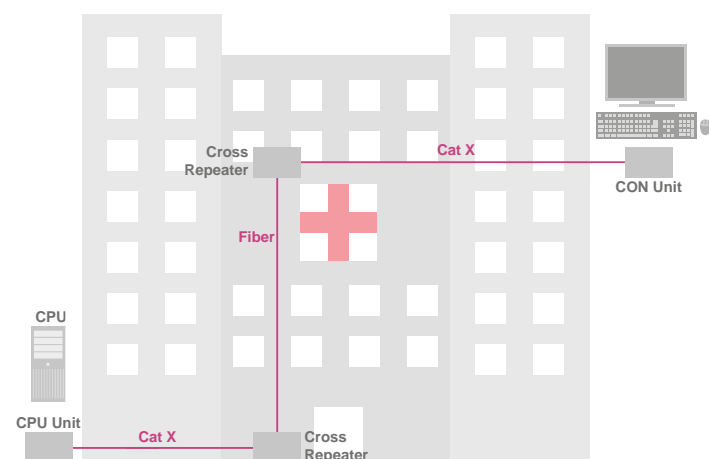 Cross
Repeater
Cat X
CON Unit
Fiber
CPU
CPU Unit
Cat X
Cross
Repeater